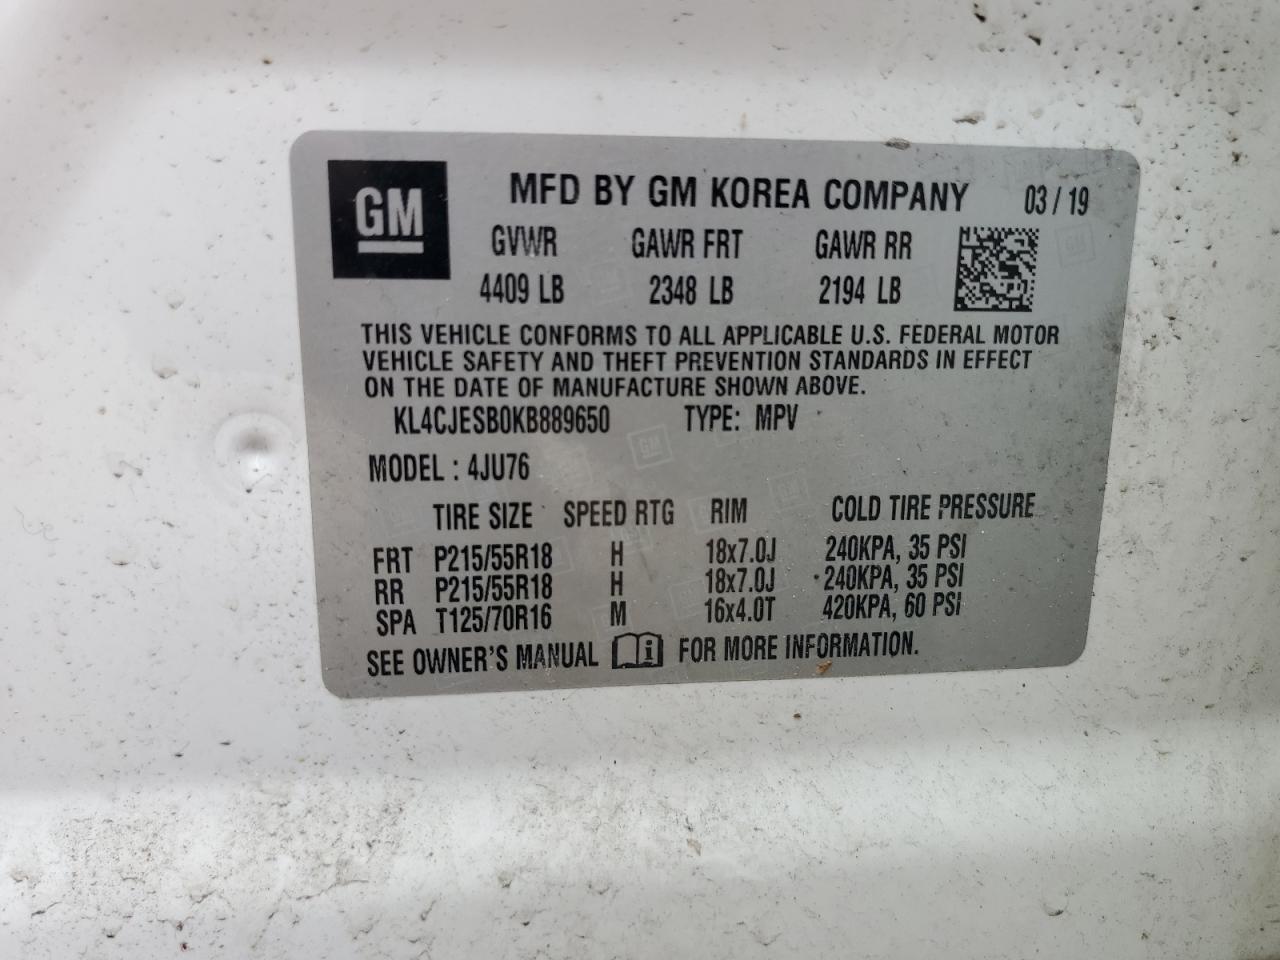 GM MFD BY GM KOREA COMPANY 03/19
GVWR GAWR FRT GAWR RR
4409 LB 2348 LB 2194 LB
THIS VEHICLE CONFORMS TO ALL APPLICABLE U.S. FEDERAL MOTOR
VEHICLE SAFETY AND THEFT PREVENTION STANDARDS IN EFFECT
ON THE DATE OF MANUFACTURE SHOWN ABOVE.
KL4CJESB0KB889650 TYPE: MPV
MODEL : 4JU76
TIRE SIZE SPEED RTG RIM COLD TIRE PRESSURE
FRT P215/55R18 H 18x7.0J 240KPA, 35 PSI
RR P215/55R18 H 18x7.0J 240KPA, 35 PSI
SPA T125/70R16 M 16x4.0T 420KPA, 60 PSI
SEE OWNER'S MANUAL i FOR MORE INFORMATION.